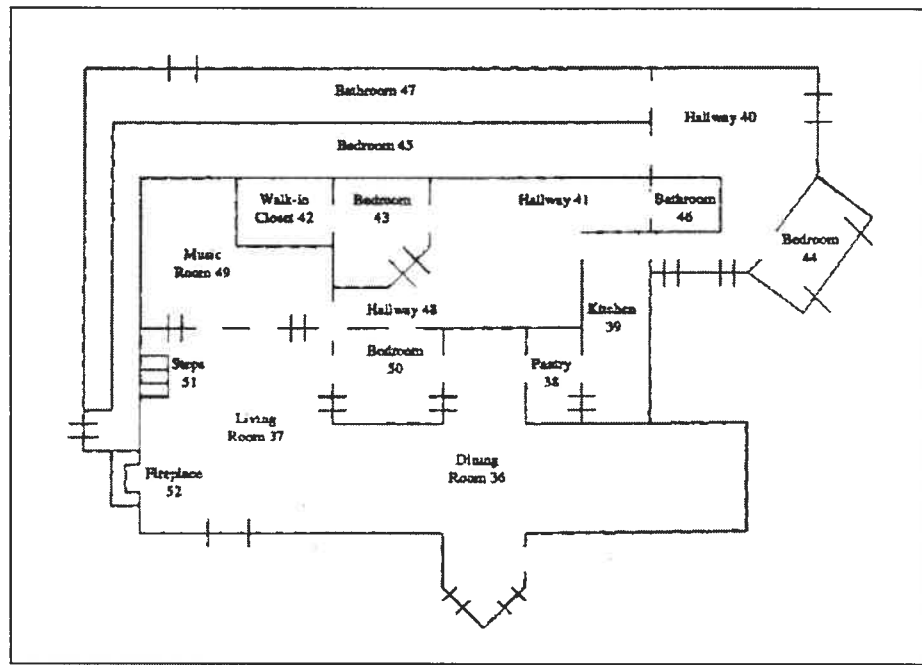 Bathroom 47
Hallway 40
Bedroom 45
Walk-in
Closet 42
Bedroom
43
Hallway 41
Bathroom
46
Bedroom
44
Music
Room 49
Hallway 48
Kitchen
39
Bedroom
50
Pastry
38
Steps
51
Living
Room 37
Dining
Room 36
Fireplace
52